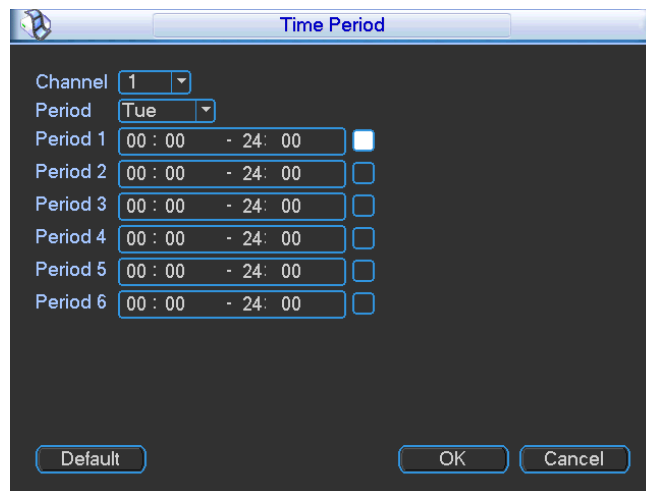 Time Period
Channel 1
Period Tue
Period 1 00 : 00 - 24: 00
Period 2 00 : 00 - 24: 00
Period 3 00 : 00 - 24: 00
Period 4 00 : 00 - 24: 00
Period 5 00 : 00 - 24: 00
Period 6 00 : 00 - 24: 00
Default OK Cancel